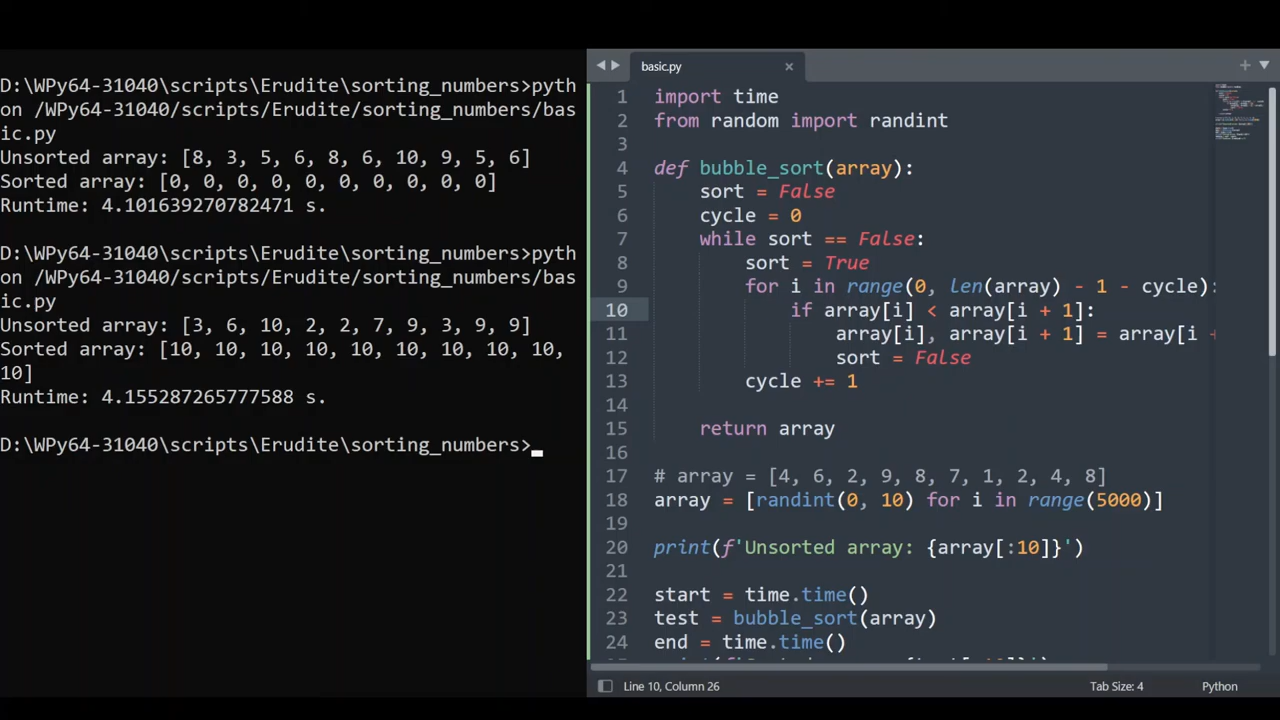 D:\WPy64-31040\scripts\Erudite\sorting_numbers>pyth
on /WPy64-31040/scripts/Erudite/sorting_numbers/bas
ic.py
Unsorted array: [8, 3, 5, 6, 8, 6, 10, 9, 5, 6]
Sorted array: [0, 0, 0, 0, 0, 0, 0, 0, 0, 0]
Runtime: 4.101639270782471 s.
D:\WPy64-31040\scripts\Erudite\sorting_numbers>pyth
on /WPy64-31040/scripts/Erudite/sorting_numbers/bas
ic.py
Unsorted array: [3, 6, 10, 2, 2, 7, 9, 3, 9, 9]
Sorted array: [10, 10, 10, 10, 10, 10, 10, 10, 10,
10]
Runtime: 4.155287265777588 s.
D:\WPy64-31040\scripts\Erudite\sorting_numbers>
basic.py
1 import time
2 from random import randint
3
4 def bubble_sort(array):
5 sort = False
6 cycle = 0
7 while sort == False:
8 sort = True
9 for i in range(0, len(array) - 1 - cycle):
10 if array[i] < array[i + 1]:
11 array[i], array[i + 1] = array[i +
12 sort = False
13 cycle += 1
14
15 return array
16
17 # array = [4, 6, 2, 9, 8, 7, 1, 2, 4, 8]
18 array = [randint(0, 10) for i in range(5000)]
19
20 print(f'Unsorted array: {array[:10]}')
21
22 start = time.time()
23 test = bubble_sort(array)
24 end = time.time()
Line 10, Column 26
Tab Size: 4
Python